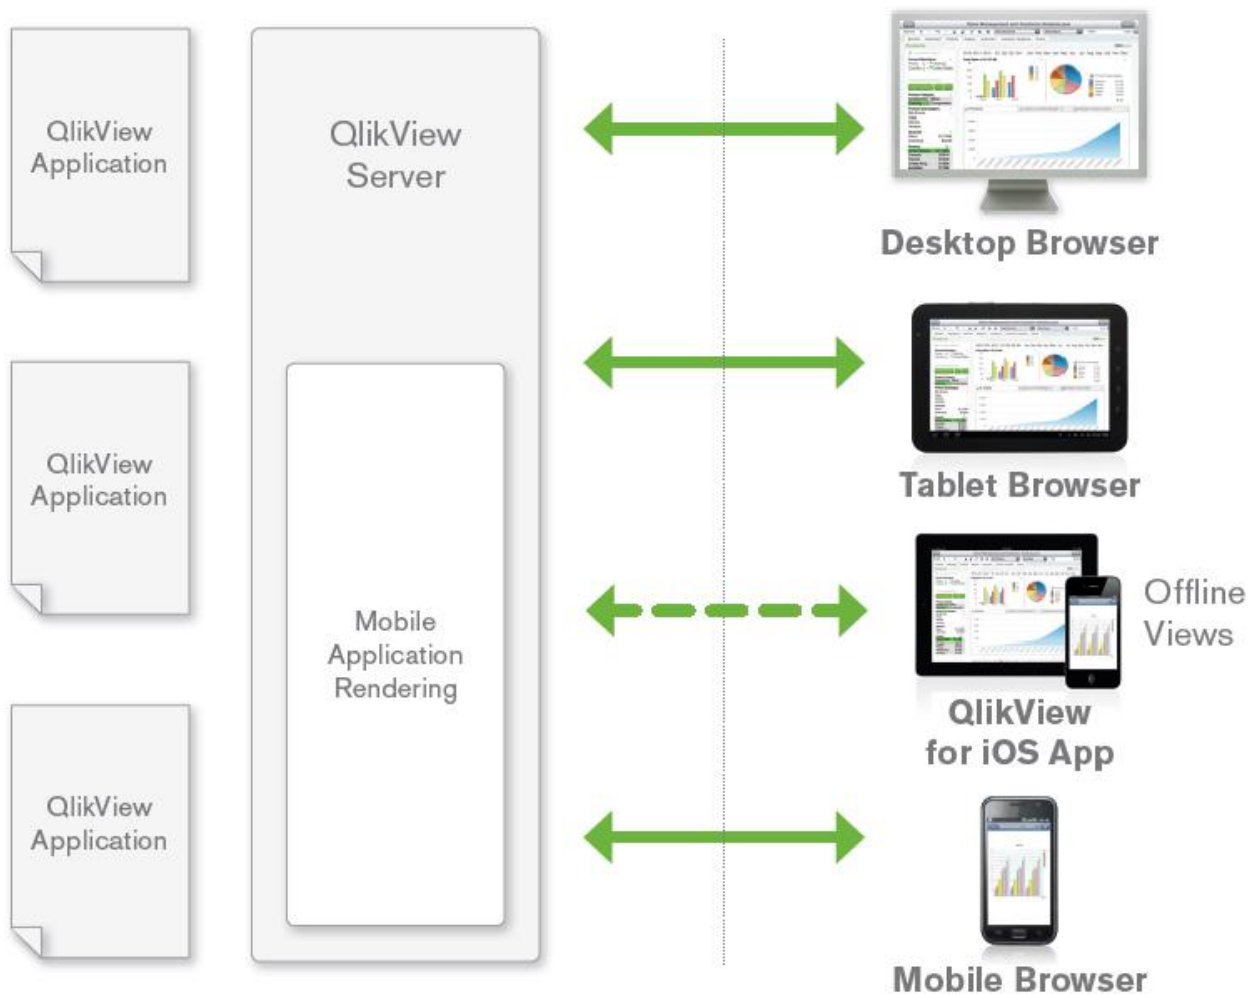 QlikView
Application
QlikView
Application
QlikView
Application
QlikView
Server
Mobile
Application
Rendering
Desktop Browser
Tablet Browser
Offline
Views
QlikView
for iOS App
Mobile Browser